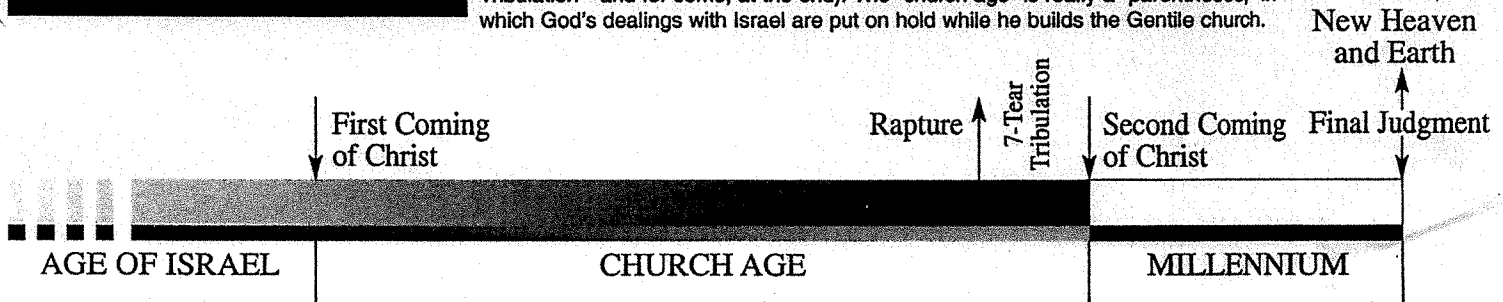 which God's dealings with Israel are put on hold while he builds the Gentile church.
New Heaven
and Earth
First Coming
of Christ
Rapture
7-Tear
Tribulation
Second Coming
of Christ
Final Judgment
AGE OF ISRAEL
CHURCH AGE
MILLENNIUM